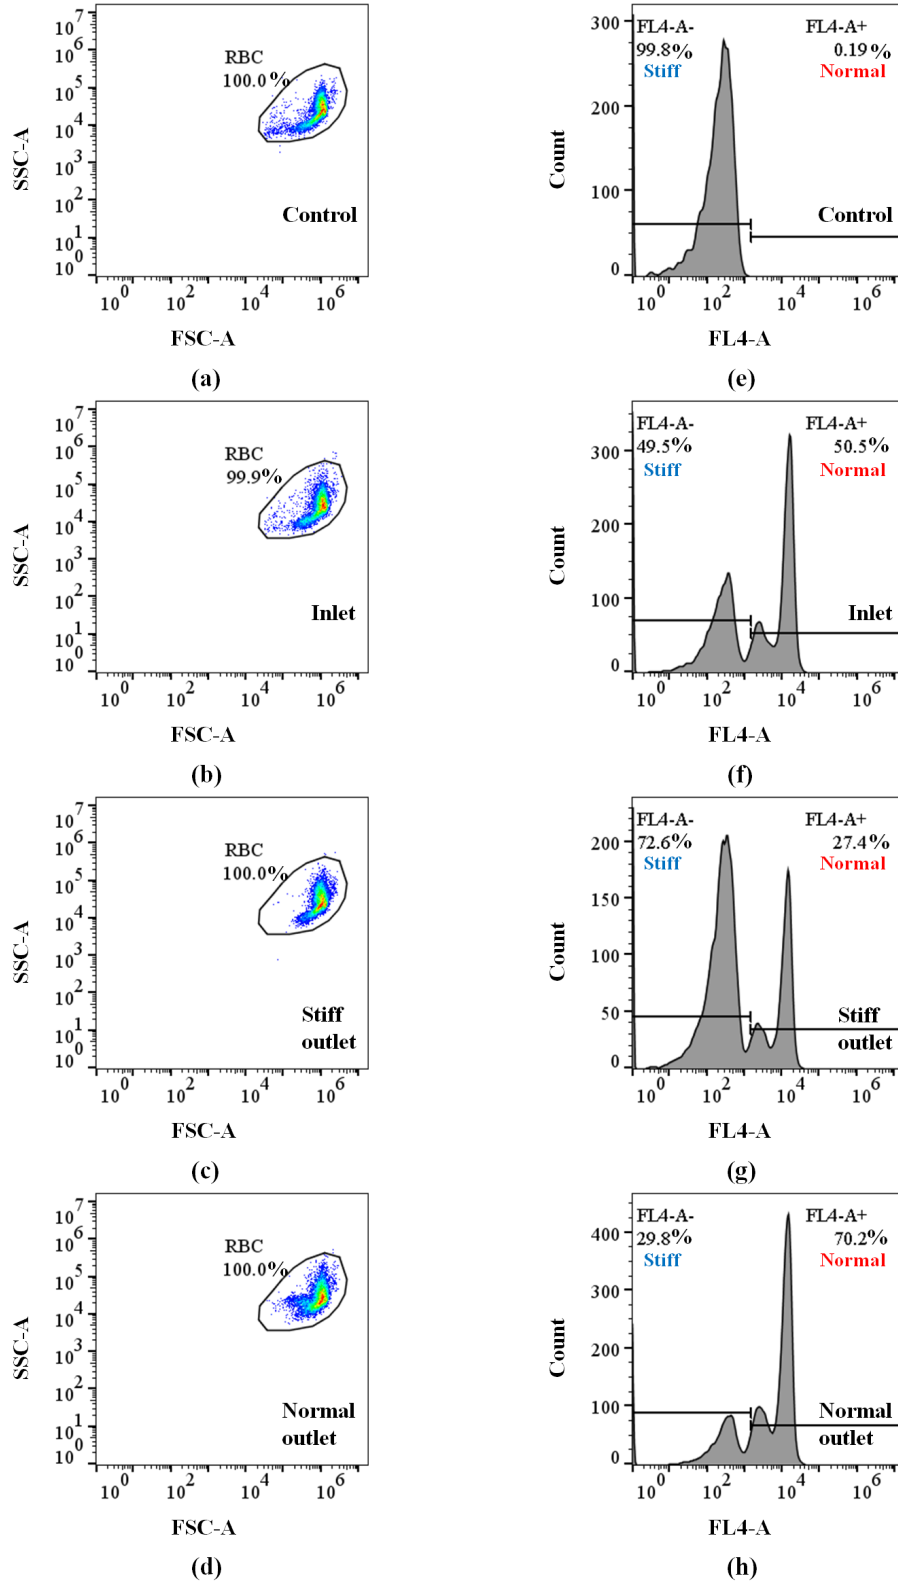 10^7
10^6
10^5
10^4
10^3
10^2
10^1
10^0
SSC-A
RBC
100.0%
Control
10^0 10^2 10^4 10^6
FSC-A
(a)
300
200
100
0
Count
FL4-A- FL4-A+
99.8% 0.19%
Stiff Normal
Control
10^0 10^2 10^4 10^6
FL4-A
(e)
10^7
10^6
10^5
10^4
10^3
10^2
10^1
10^0
SSC-A
RBC
99.9%
Inlet
10^0 10^2 10^4 10^6
FSC-A
(b)
300
200
100
0
Count
FL4-A- FL4-A+
49.5% 50.5%
Stiff Normal
Inlet
10^0 10^2 10^4 10^6
FL4-A
(f)
10^7
10^6
10^5
10^4
10^3
10^2
10^1
10^0
SSC-A
RBC
100.0%
Stiff
outlet
10^0 10^2 10^4 10^6
FSC-A
(c)
200
150
100
50
0
Count
FL4-A- FL4-A+
72.6% 27.4%
Stiff Normal
Stiff
outlet
10^0 10^2 10^4 10^6
FL4-A
(g)
10^7
10^6
10^5
10^4
10^3
10^2
10^1
10^0
SSC-A
RBC
100.0%
Normal
outlet
10^0 10^2 10^4 10^6
FSC-A
(d)
400
300
200
100
0
Count
FL4-A- FL4-A+
29.8% 70.2%
Stiff Normal
Normal
outlet
10^0 10^2 10^4 10^6
FL4-A
(h)